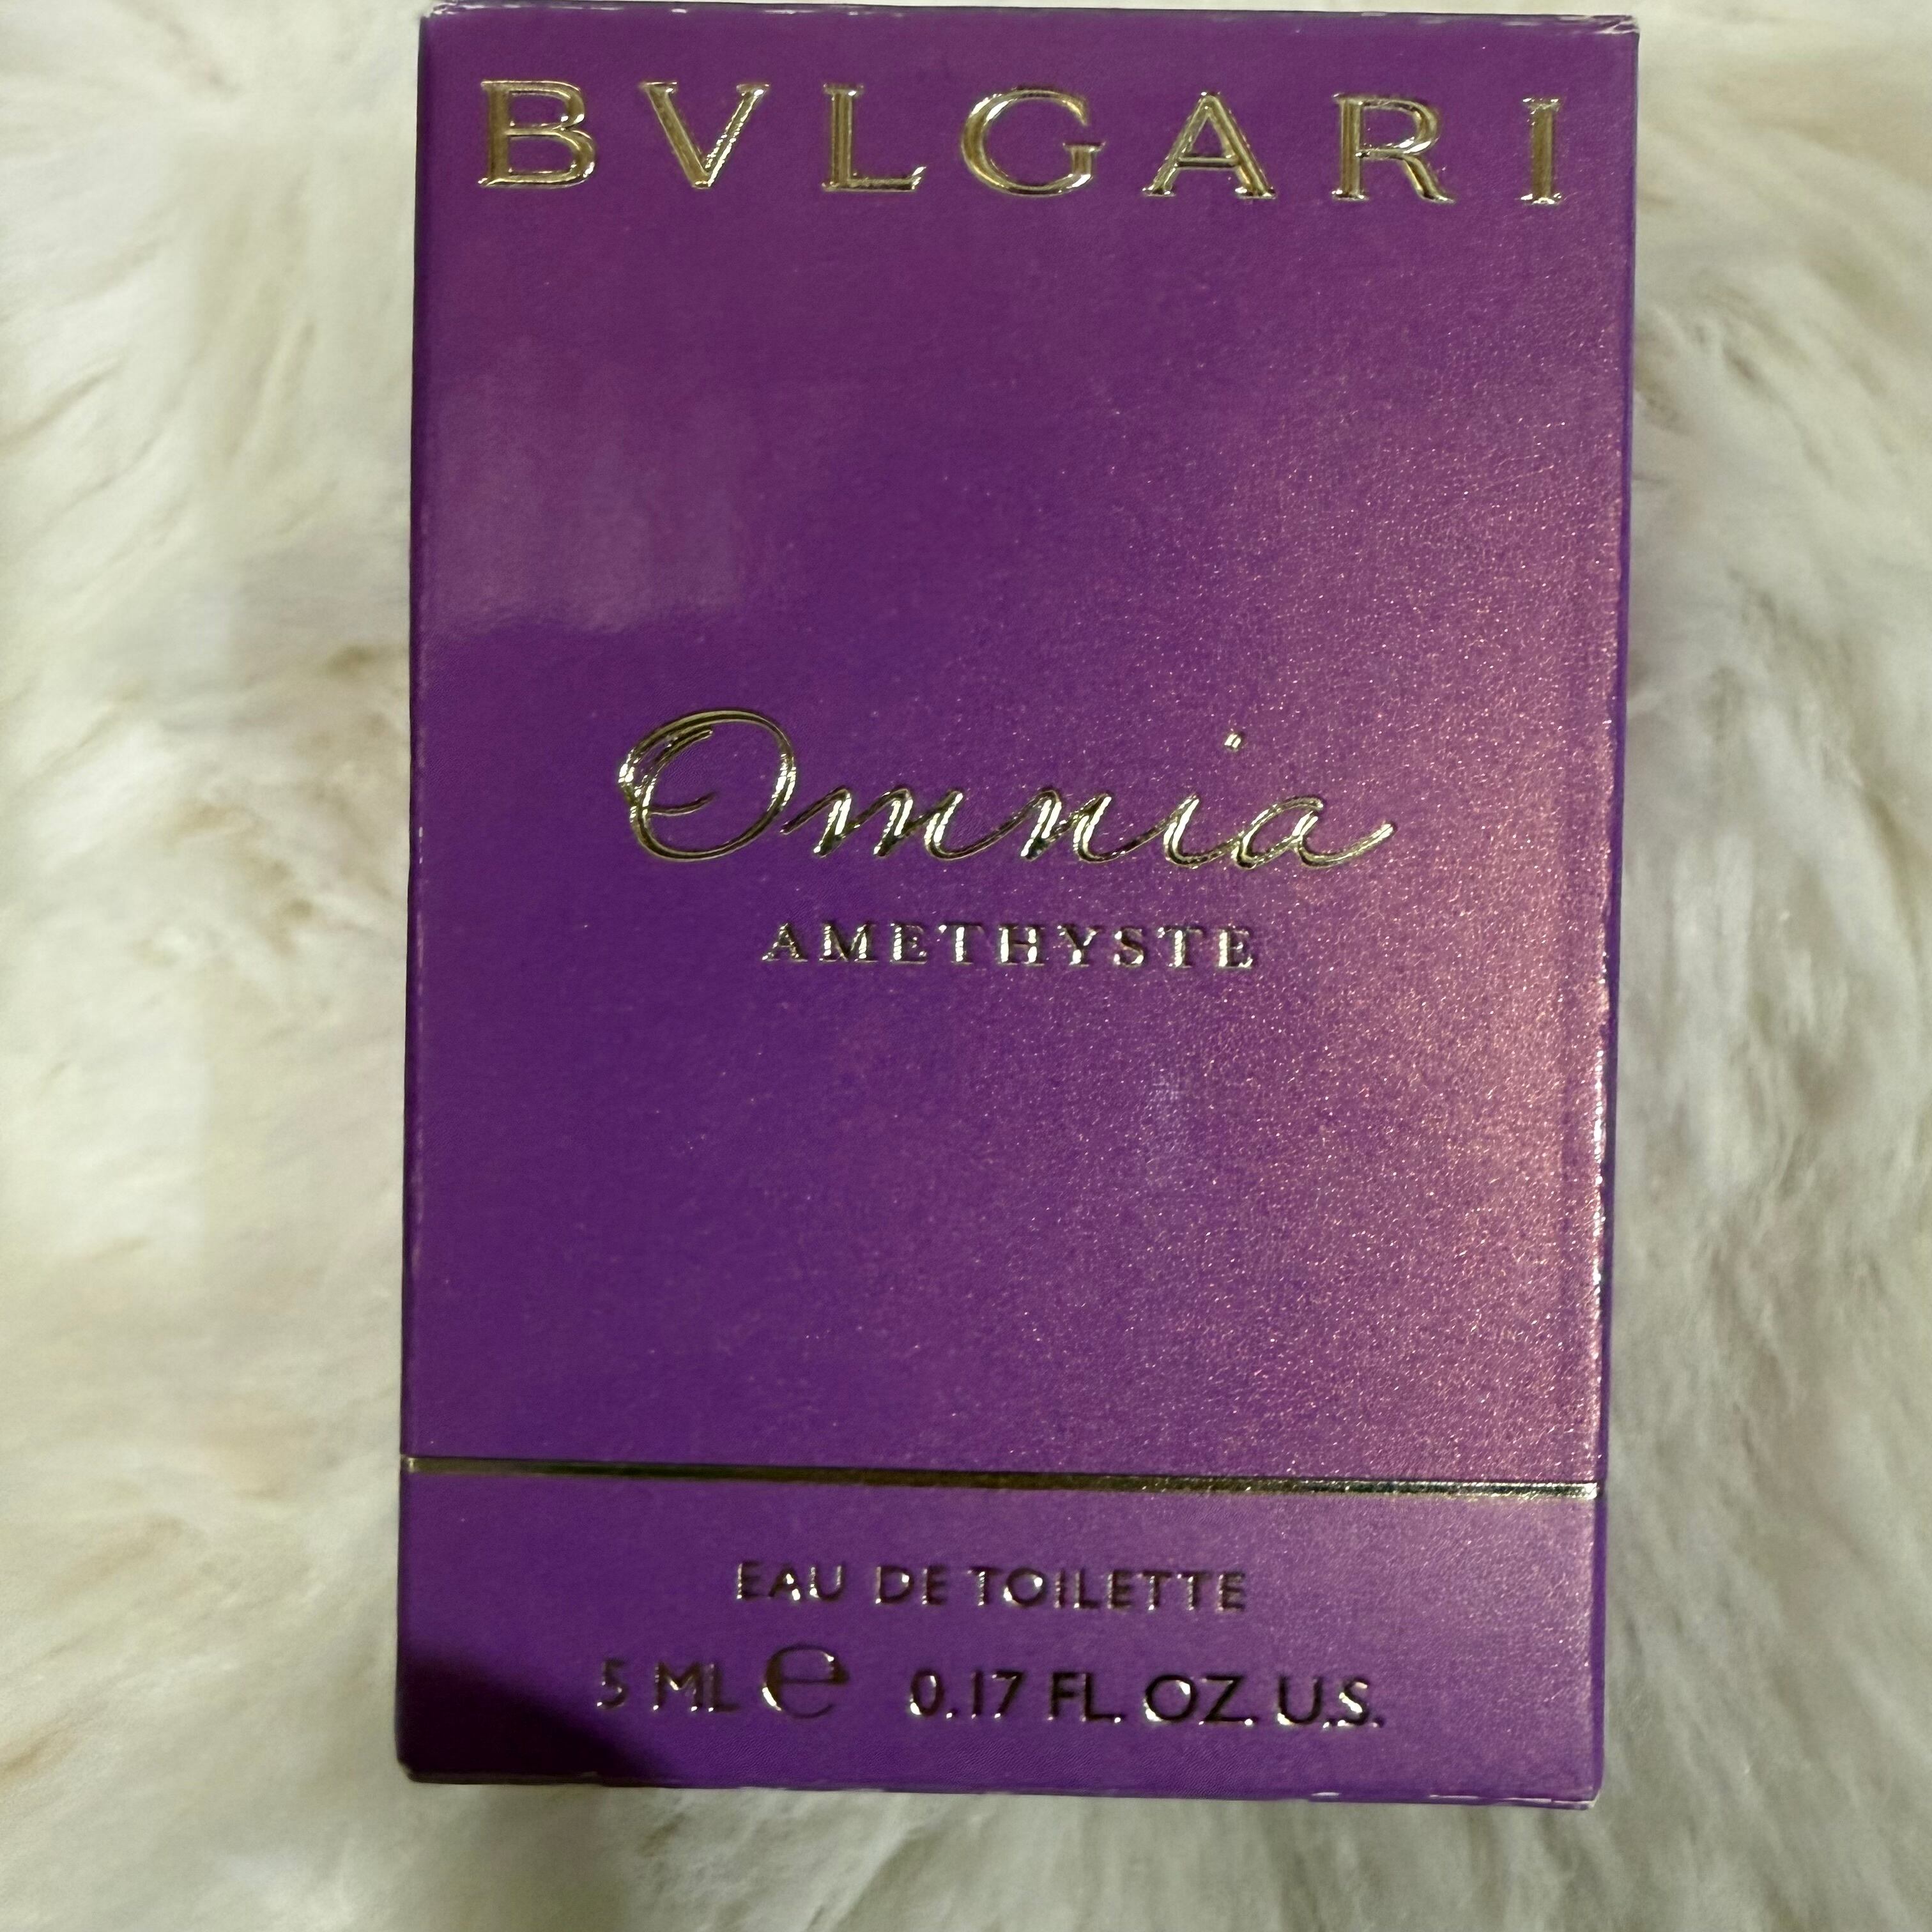 BVLGARI
Omnia
AMETHYSTE
EAU DE TOILETTE
5 ML ℮ 0.17 FL. OZ. U.S.